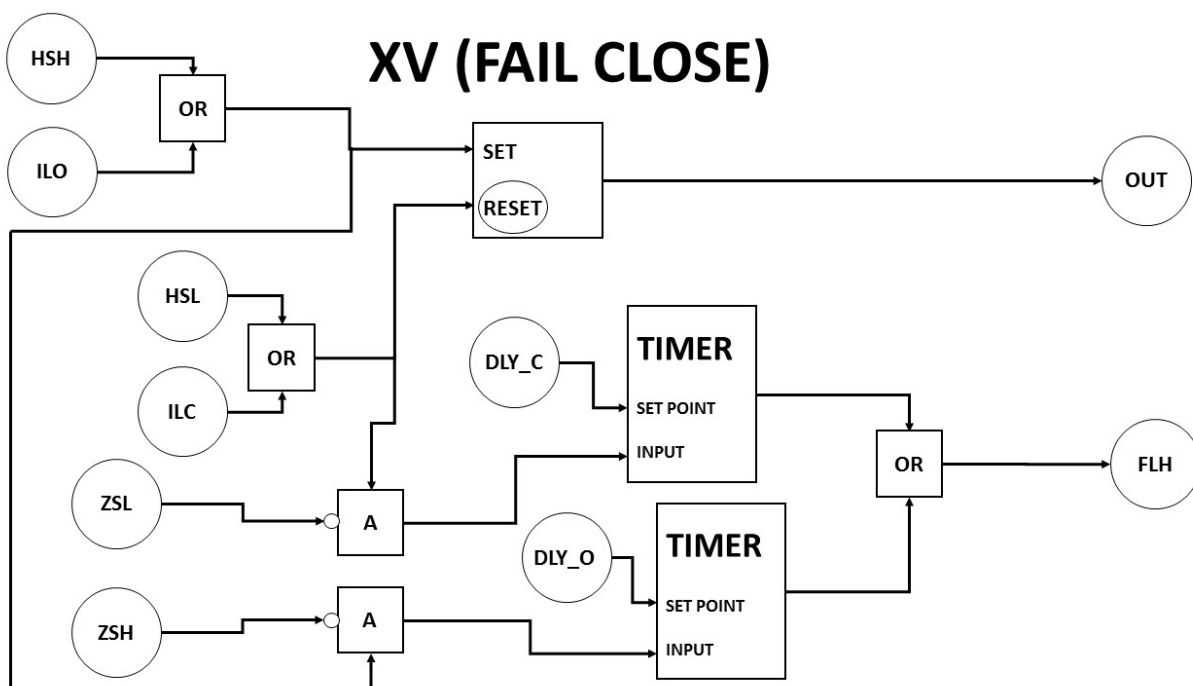 XV (FAIL CLOSE)
HSH
OR
ILO
SET
RESET
OUT
HSL
OR
ILC
DLY_C
TIMER
SET POINT
INPUT
OR
FLH
ZSL
A
DLY_O
TIMER
SET POINT
INPUT
ZSH
A